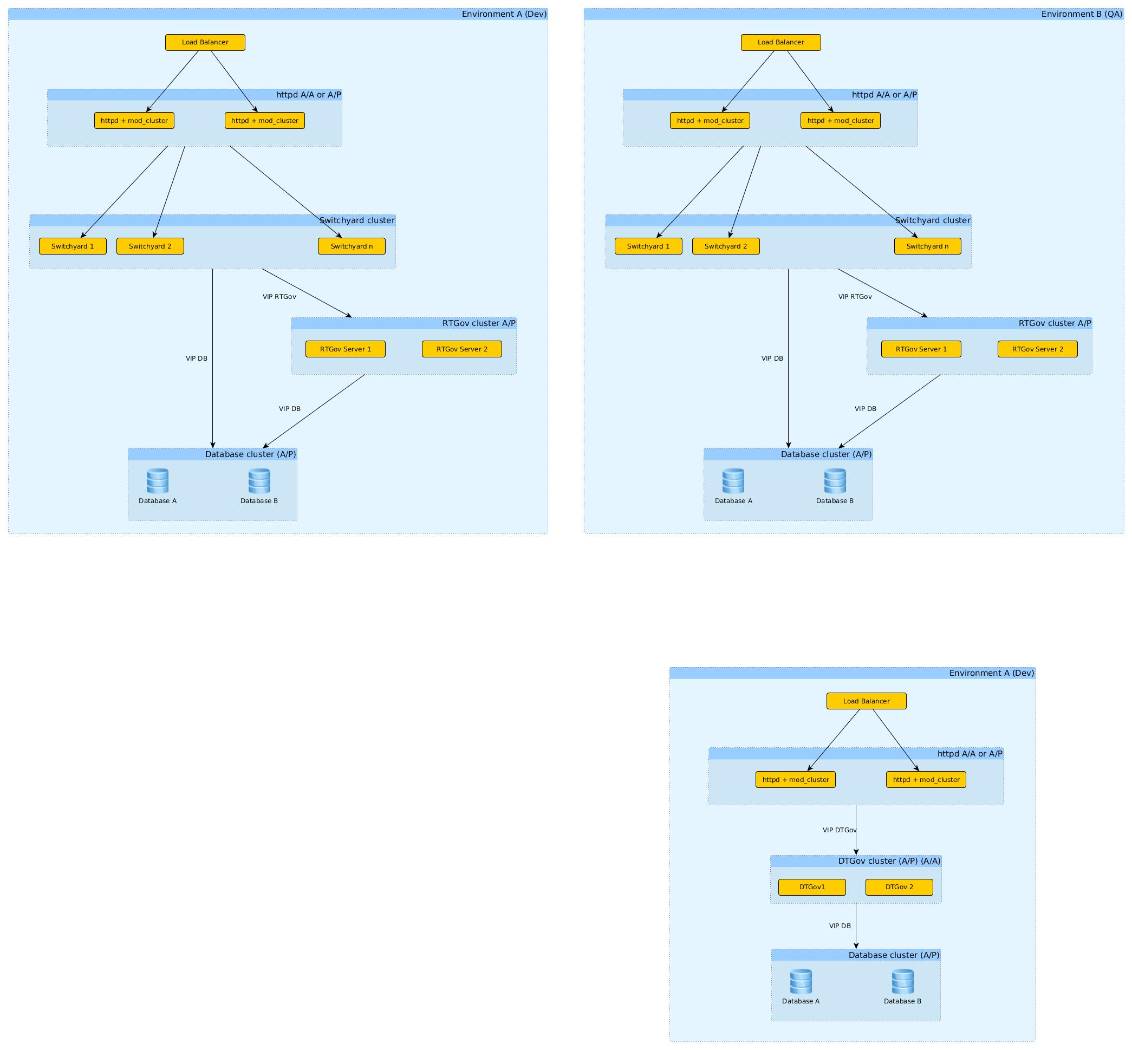 Environment A (Dev)
Load Balancer
httpd A/A or A/P
httpd + mod_cluster
httpd + mod_cluster
Switchyard cluster
Switchyard 1
Switchyard 2
Switchyard n
VIP RTGov
RTGov cluster A/P
RTGov Server 1
RTGov Server 2
VIP DB
VIP DB
Database cluster (A/P)
Database A
Database B
Environment B (QA)
Load Balancer
httpd A/A or A/P
httpd + mod_cluster
httpd + mod_cluster
Switchyard cluster
Switchyard 1
Switchyard 2
Switchyard n
VIP RTGov
RTGov cluster A/P
RTGov Server 1
RTGov Server 2
VIP DB
VIP DB
Database cluster (A/P)
Database A
Database B
Environment A (Dev)
Load Balancer
httpd A/A or A/P
httpd + mod_cluster
httpd + mod_cluster
VIP DTGov
DTGov cluster (A/P) (A/A)
DTGov1
DTGov 2
VIP DB
Database cluster (A/P)
Database A
Database B